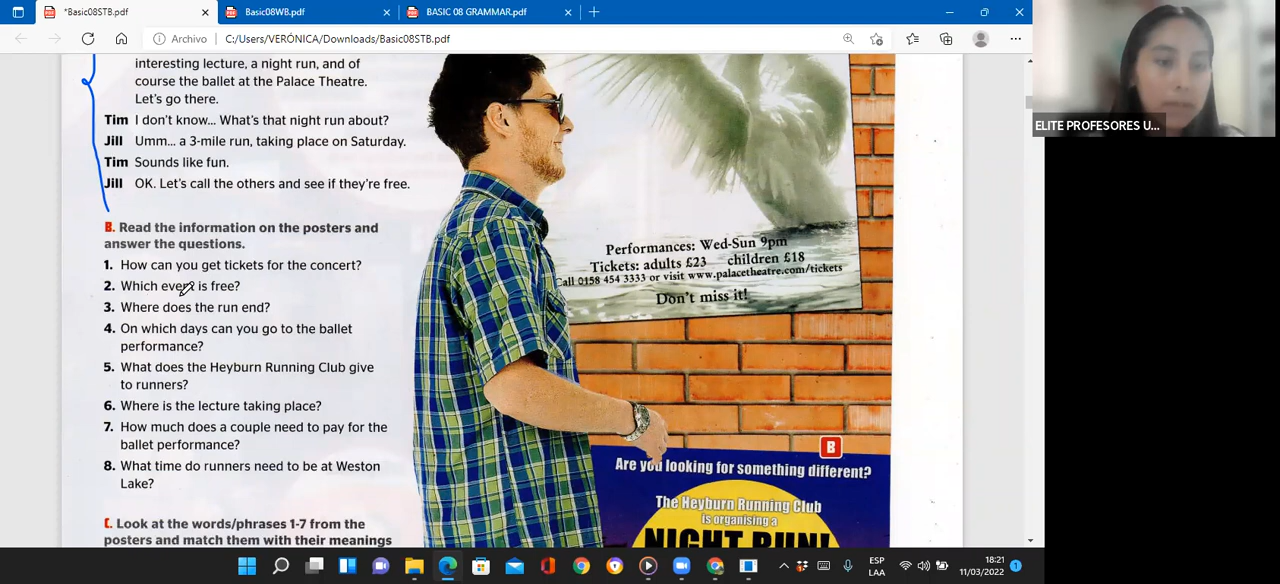 *Basic08STB.pdf
Basic08WB.pdf
BASIC 08 GRAMMAR.pdf
Archivo
C:/Users/VERÓNICA/Downloads/Basic08STB.pdf
interesting lecture, a night run, and of
course the ballet at the Palace Theatre.
Let's go there.
Tim I don't know... What's that night run about?
Jill Umm... a 3-mile run, taking place on Saturday.
Tim Sounds like fun.
Jill OK. Let's call the others and see if they're free.
B. Read the information on the posters and
answer the questions.
1. How can you get tickets for the concert?
2. Which event is free?
3. Where does the run end?
4. On which days can you go to the ballet
performance?
5. What does the Heyburn Running Club give
to runners?
6. Where is the lecture taking place?
7. How much does a couple need to pay for the
ballet performance?
8. What time do runners need to be at Weston
Lake?
C. Look at the words/phrases 1-7 from the
posters and match them with their meanings
Performances: Wed-Sun 9pm
Tickets: adults £23 children £18
Call 0158 454 3333 or visit www.palacetheatre.com/tickets
Don't miss it!
B
Are you looking for something different?
The Heyburn Running Club
is organising a
NIGHT RUN!
ELITE PROFESORES U...
ESP
LAA
18:21
11/03/2022
1